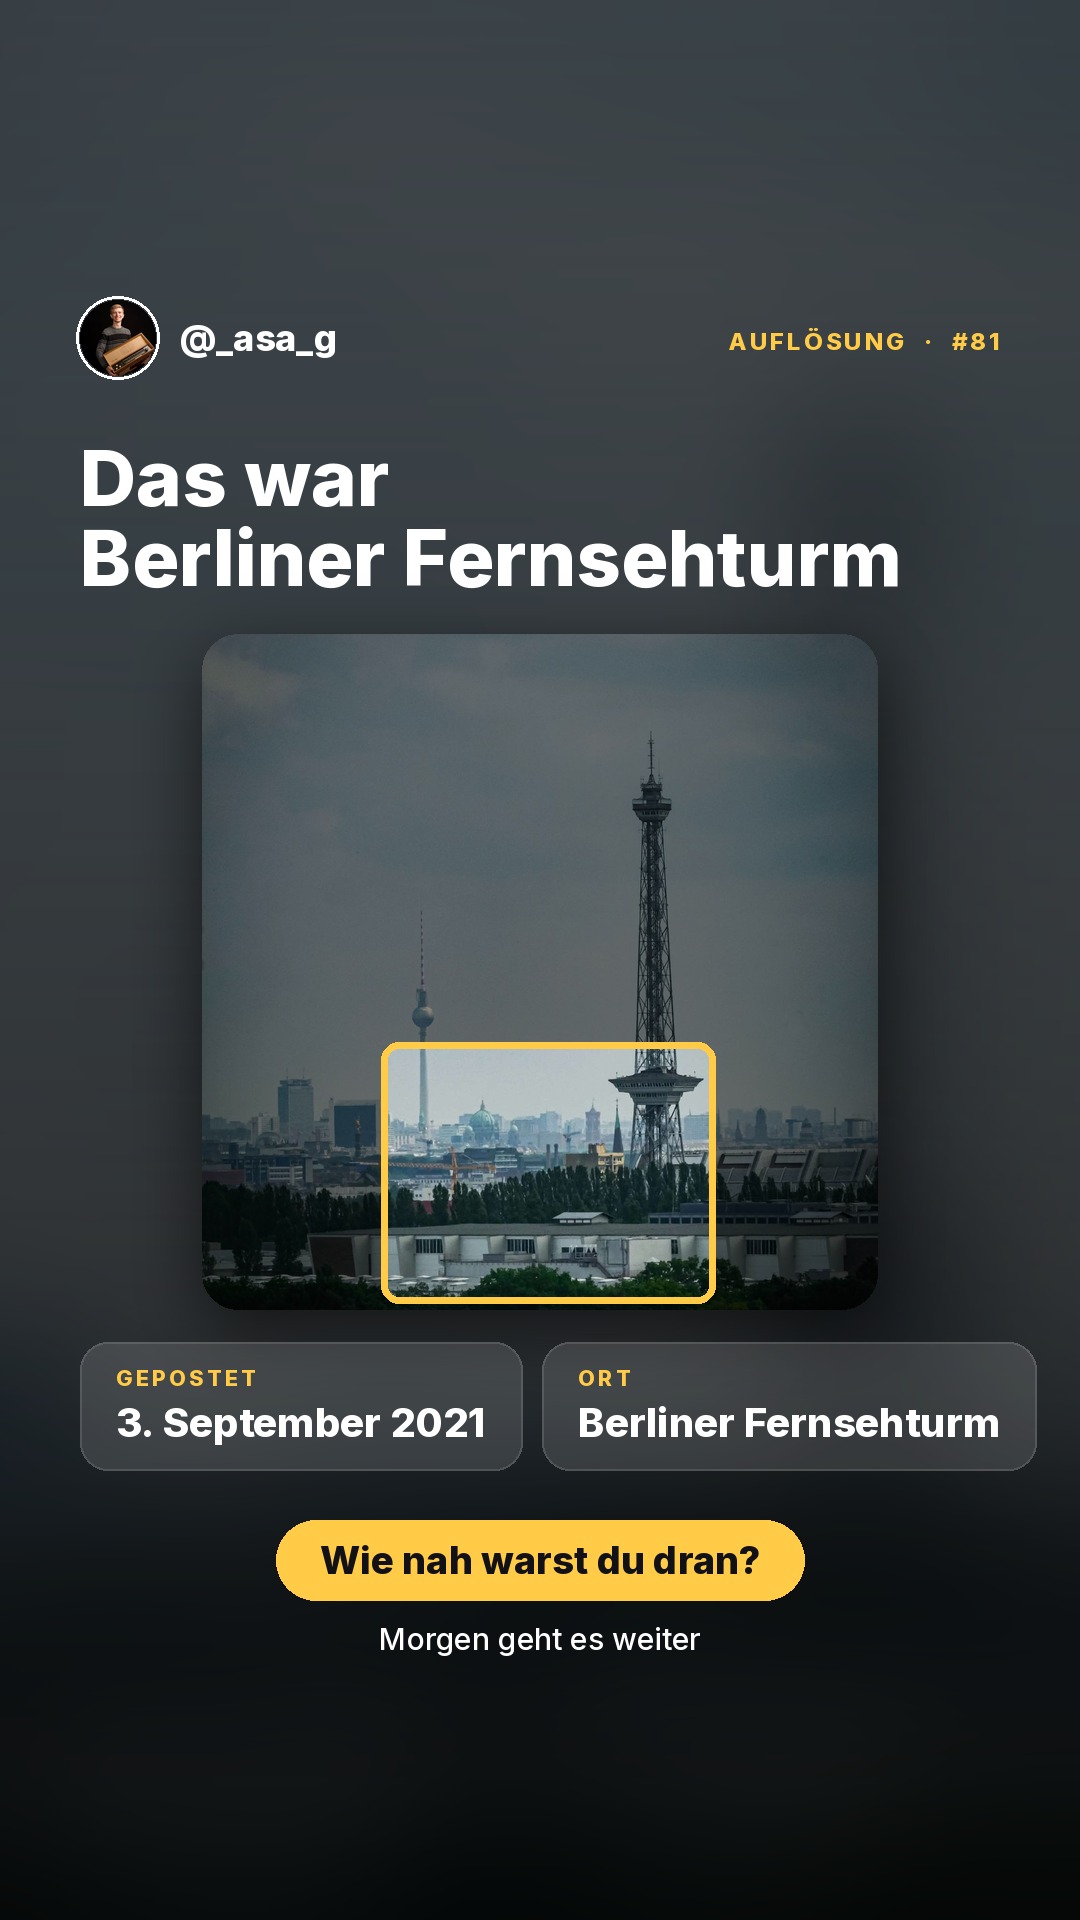 @_asa_g
AUFLÖSUNG · #81
Das war
Berliner Fernsehturm
GEPOSTET
3. September 2021
ORT
Berliner Fernsehturm
Wie nah warst du dran?
Morgen geht es weiter